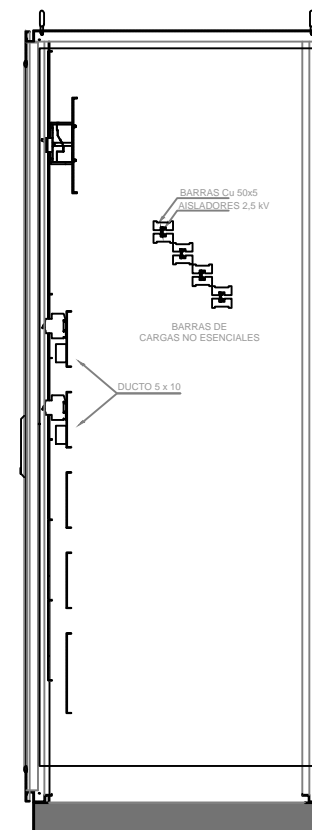 BARRAS Cu 50x5
AISLADORES 2,5 kV
BARRAS DE
CARGAS NO ESENCIALES
DUCTO 5 x 10